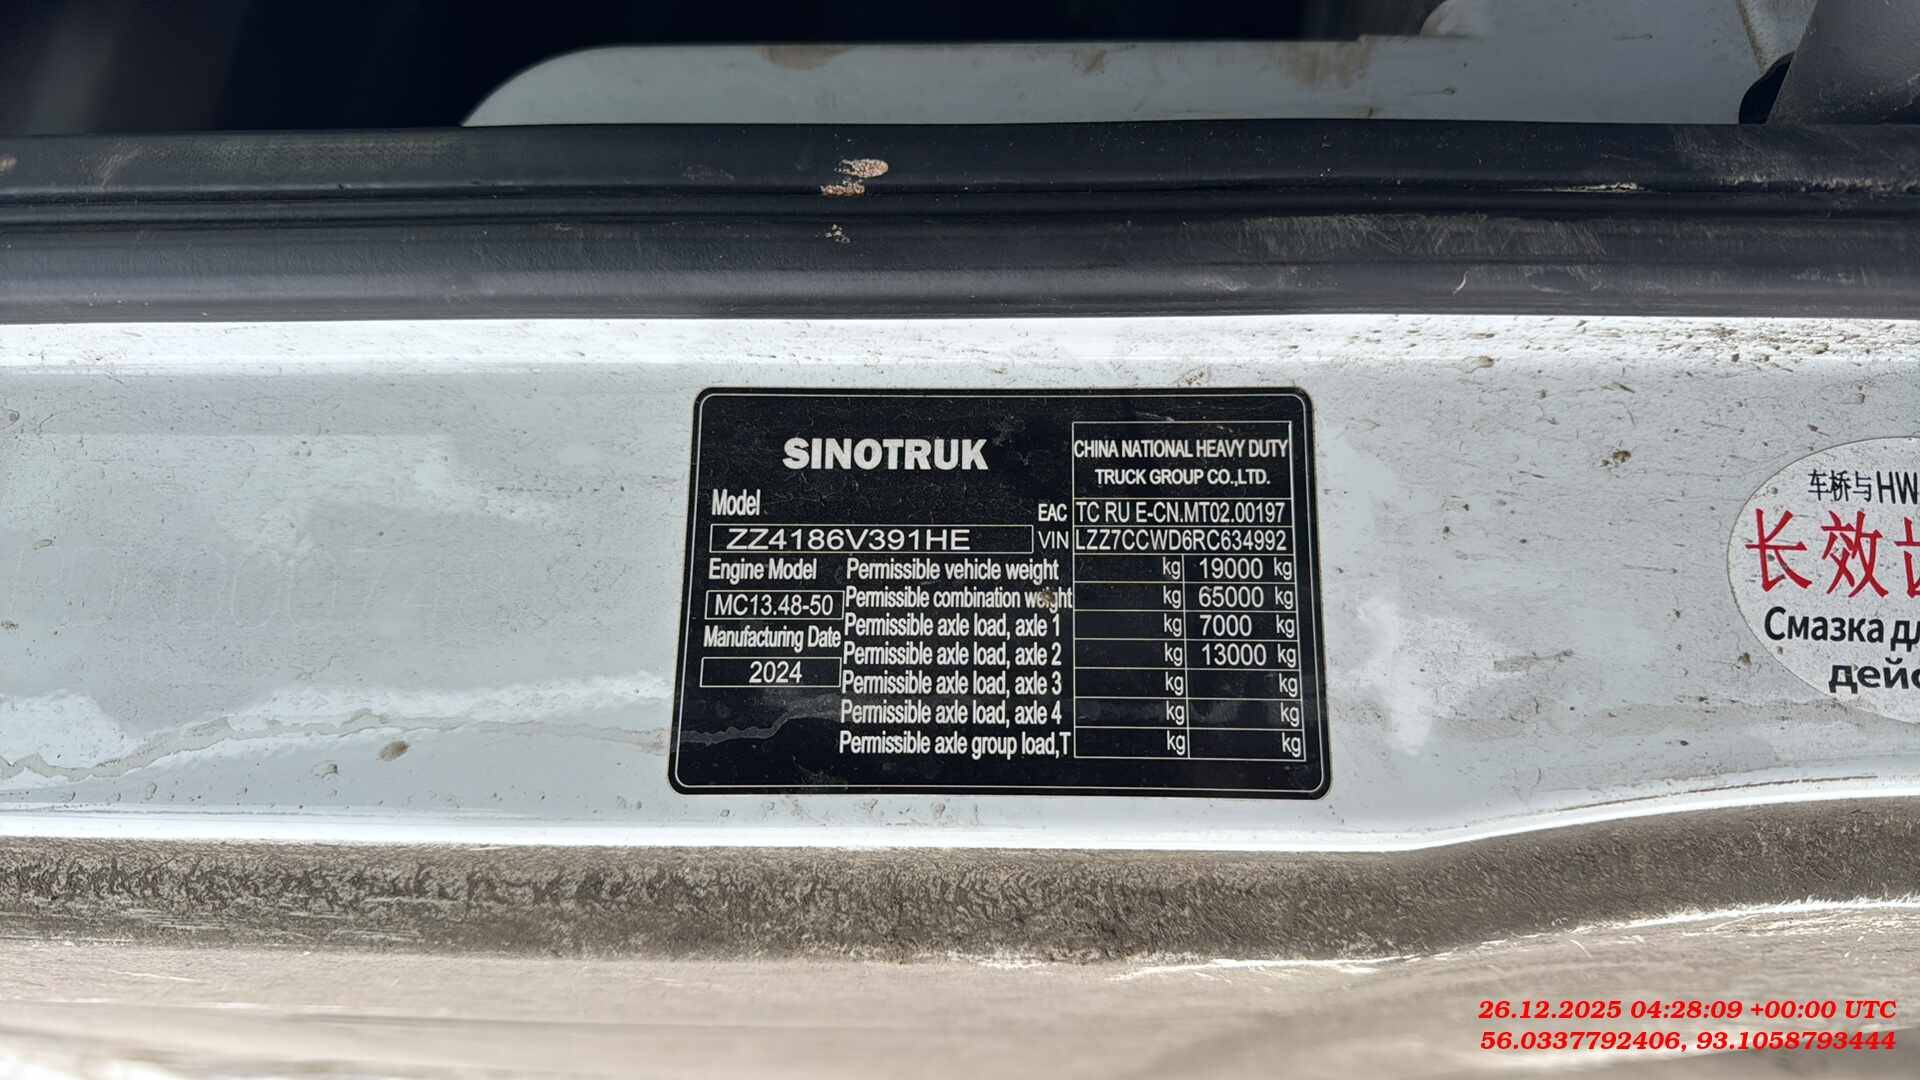 SINOTRUK
CHINA NATIONAL HEAVY DUTY
TRUCK GROUP CO.,LTD.
Model
EAC TC RU E-CN.MT02.00197
ZZ4186V391HE
VIN LZZ7CCWD6RC634992
Engine Model
MC13.48-50
Manufacturing Date
2024
Permissible vehicle weight kg 19000 kg
Permissible combination weight kg 65000 kg
Permissible axle load, axle 1 kg 7000 kg
Permissible axle load, axle 2 kg 13000 kg
Permissible axle load, axle 3 kg kg
Permissible axle load, axle 4 kg kg
Permissible axle group load,T kg kg
车桥与HW
长效
Смазка
26.12.2025 04:28:09 +00:00 UTC
56.0337792406, 93.1058793444